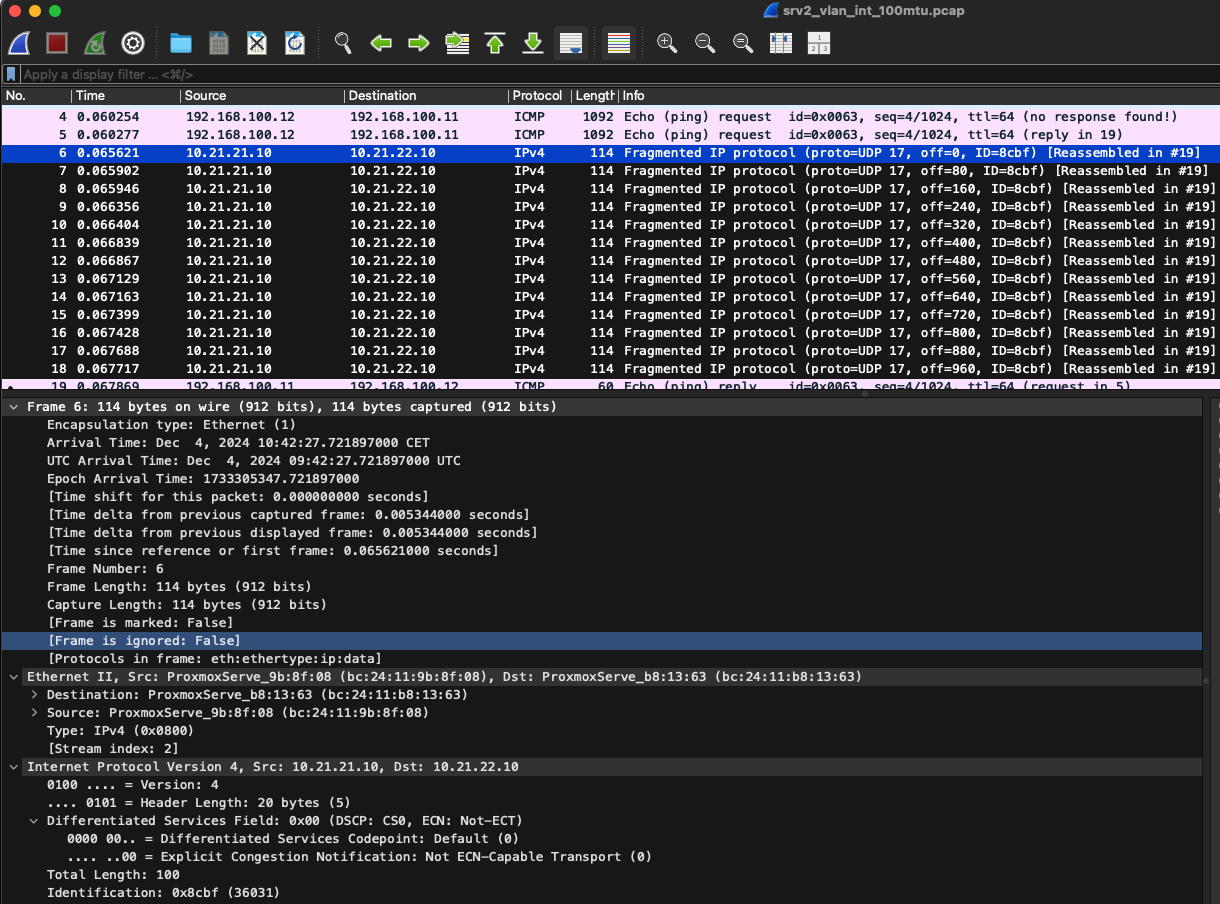 srv2_vlan_int_100mtu.pcap
Apply a display filter ... <⌘/>
No. Time Source Destination Protocol Length Info
4 0.060254 192.168.100.12 192.168.100.11 ICMP 1092 Echo (ping) request id=0x0063, seq=4/1024, ttl=64 (no response found!)
5 0.060277 192.168.100.12 192.168.100.11 ICMP 1092 Echo (ping) request id=0x0063, seq=4/1024, ttl=64 (reply in 19)
6 0.065621 10.21.21.10 10.21.22.10 IPv4 114 Fragmented IP protocol (proto=UDP 17, off=0, ID=8cbf) [Reassembled in #19]
7 0.065902 10.21.21.10 10.21.22.10 IPv4 114 Fragmented IP protocol (proto=UDP 17, off=80, ID=8cbf) [Reassembled in #19]
8 0.065946 10.21.21.10 10.21.22.10 IPv4 114 Fragmented IP protocol (proto=UDP 17, off=160, ID=8cbf) [Reassembled in #19]
9 0.066356 10.21.21.10 10.21.22.10 IPv4 114 Fragmented IP protocol (proto=UDP 17, off=240, ID=8cbf) [Reassembled in #19]
10 0.066404 10.21.21.10 10.21.22.10 IPv4 114 Fragmented IP protocol (proto=UDP 17, off=320, ID=8cbf) [Reassembled in #19]
11 0.066839 10.21.21.10 10.21.22.10 IPv4 114 Fragmented IP protocol (proto=UDP 17, off=400, ID=8cbf) [Reassembled in #19]
12 0.066867 10.21.21.10 10.21.22.10 IPv4 114 Fragmented IP protocol (proto=UDP 17, off=480, ID=8cbf) [Reassembled in #19]
13 0.067129 10.21.21.10 10.21.22.10 IPv4 114 Fragmented IP protocol (proto=UDP 17, off=560, ID=8cbf) [Reassembled in #19]
14 0.067163 10.21.21.10 10.21.22.10 IPv4 114 Fragmented IP protocol (proto=UDP 17, off=640, ID=8cbf) [Reassembled in #19]
15 0.067399 10.21.21.10 10.21.22.10 IPv4 114 Fragmented IP protocol (proto=UDP 17, off=720, ID=8cbf) [Reassembled in #19]
16 0.067428 10.21.21.10 10.21.22.10 IPv4 114 Fragmented IP protocol (proto=UDP 17, off=800, ID=8cbf) [Reassembled in #19]
17 0.067688 10.21.21.10 10.21.22.10 IPv4 114 Fragmented IP protocol (proto=UDP 17, off=880, ID=8cbf) [Reassembled in #19]
18 0.067717 10.21.21.10 10.21.22.10 IPv4 114 Fragmented IP protocol (proto=UDP 17, off=960, ID=8cbf) [Reassembled in #19]
19 0.067869 192.168.100.11 192.168.100.12 ICMP 60 Echo (ping) reply id=0x0063, seq=4/1024, ttl=64 (request in 5)
Frame 6: 114 bytes on wire (912 bits), 114 bytes captured (912 bits)
Encapsulation type: Ethernet (1)
Arrival Time: Dec  4, 2024 10:42:27.721897000 CET
UTC Arrival Time: Dec  4, 2024 09:42:27.721897000 UTC
Epoch Arrival Time: 1733305347.721897000
[Time shift for this packet: 0.000000000 seconds]
[Time delta from previous captured frame: 0.005344000 seconds]
[Time delta from previous displayed frame: 0.005344000 seconds]
[Time since reference or first frame: 0.065621000 seconds]
Frame Number: 6
Frame Length: 114 bytes (912 bits)
Capture Length: 114 bytes (912 bits)
[Frame is marked: False]
[Frame is ignored: False]
[Protocols in frame: eth:ethertype:ip:data]
Ethernet II, Src: ProxmoxServe_9b:8f:08 (bc:24:11:9b:8f:08), Dst: ProxmoxServe_b8:13:63 (bc:24:11:b8:13:63)
Destination: ProxmoxServe_b8:13:63 (bc:24:11:b8:13:63)
Source: ProxmoxServe_9b:8f:08 (bc:24:11:9b:8f:08)
Type: IPv4 (0x0800)
[Stream index: 2]
Internet Protocol Version 4, Src: 10.21.21.10, Dst: 10.21.22.10
0100 .... = Version: 4
.... 0101 = Header Length: 20 bytes (5)
Differentiated Services Field: 0x00 (DSCP: CS0, ECN: Not-ECT)
0000 00.. = Differentiated Services Codepoint: Default (0)
.... ..00 = Explicit Congestion Notification: Not ECN-Capable Transport (0)
Total Length: 100
Identification: 0x8cbf (36031)